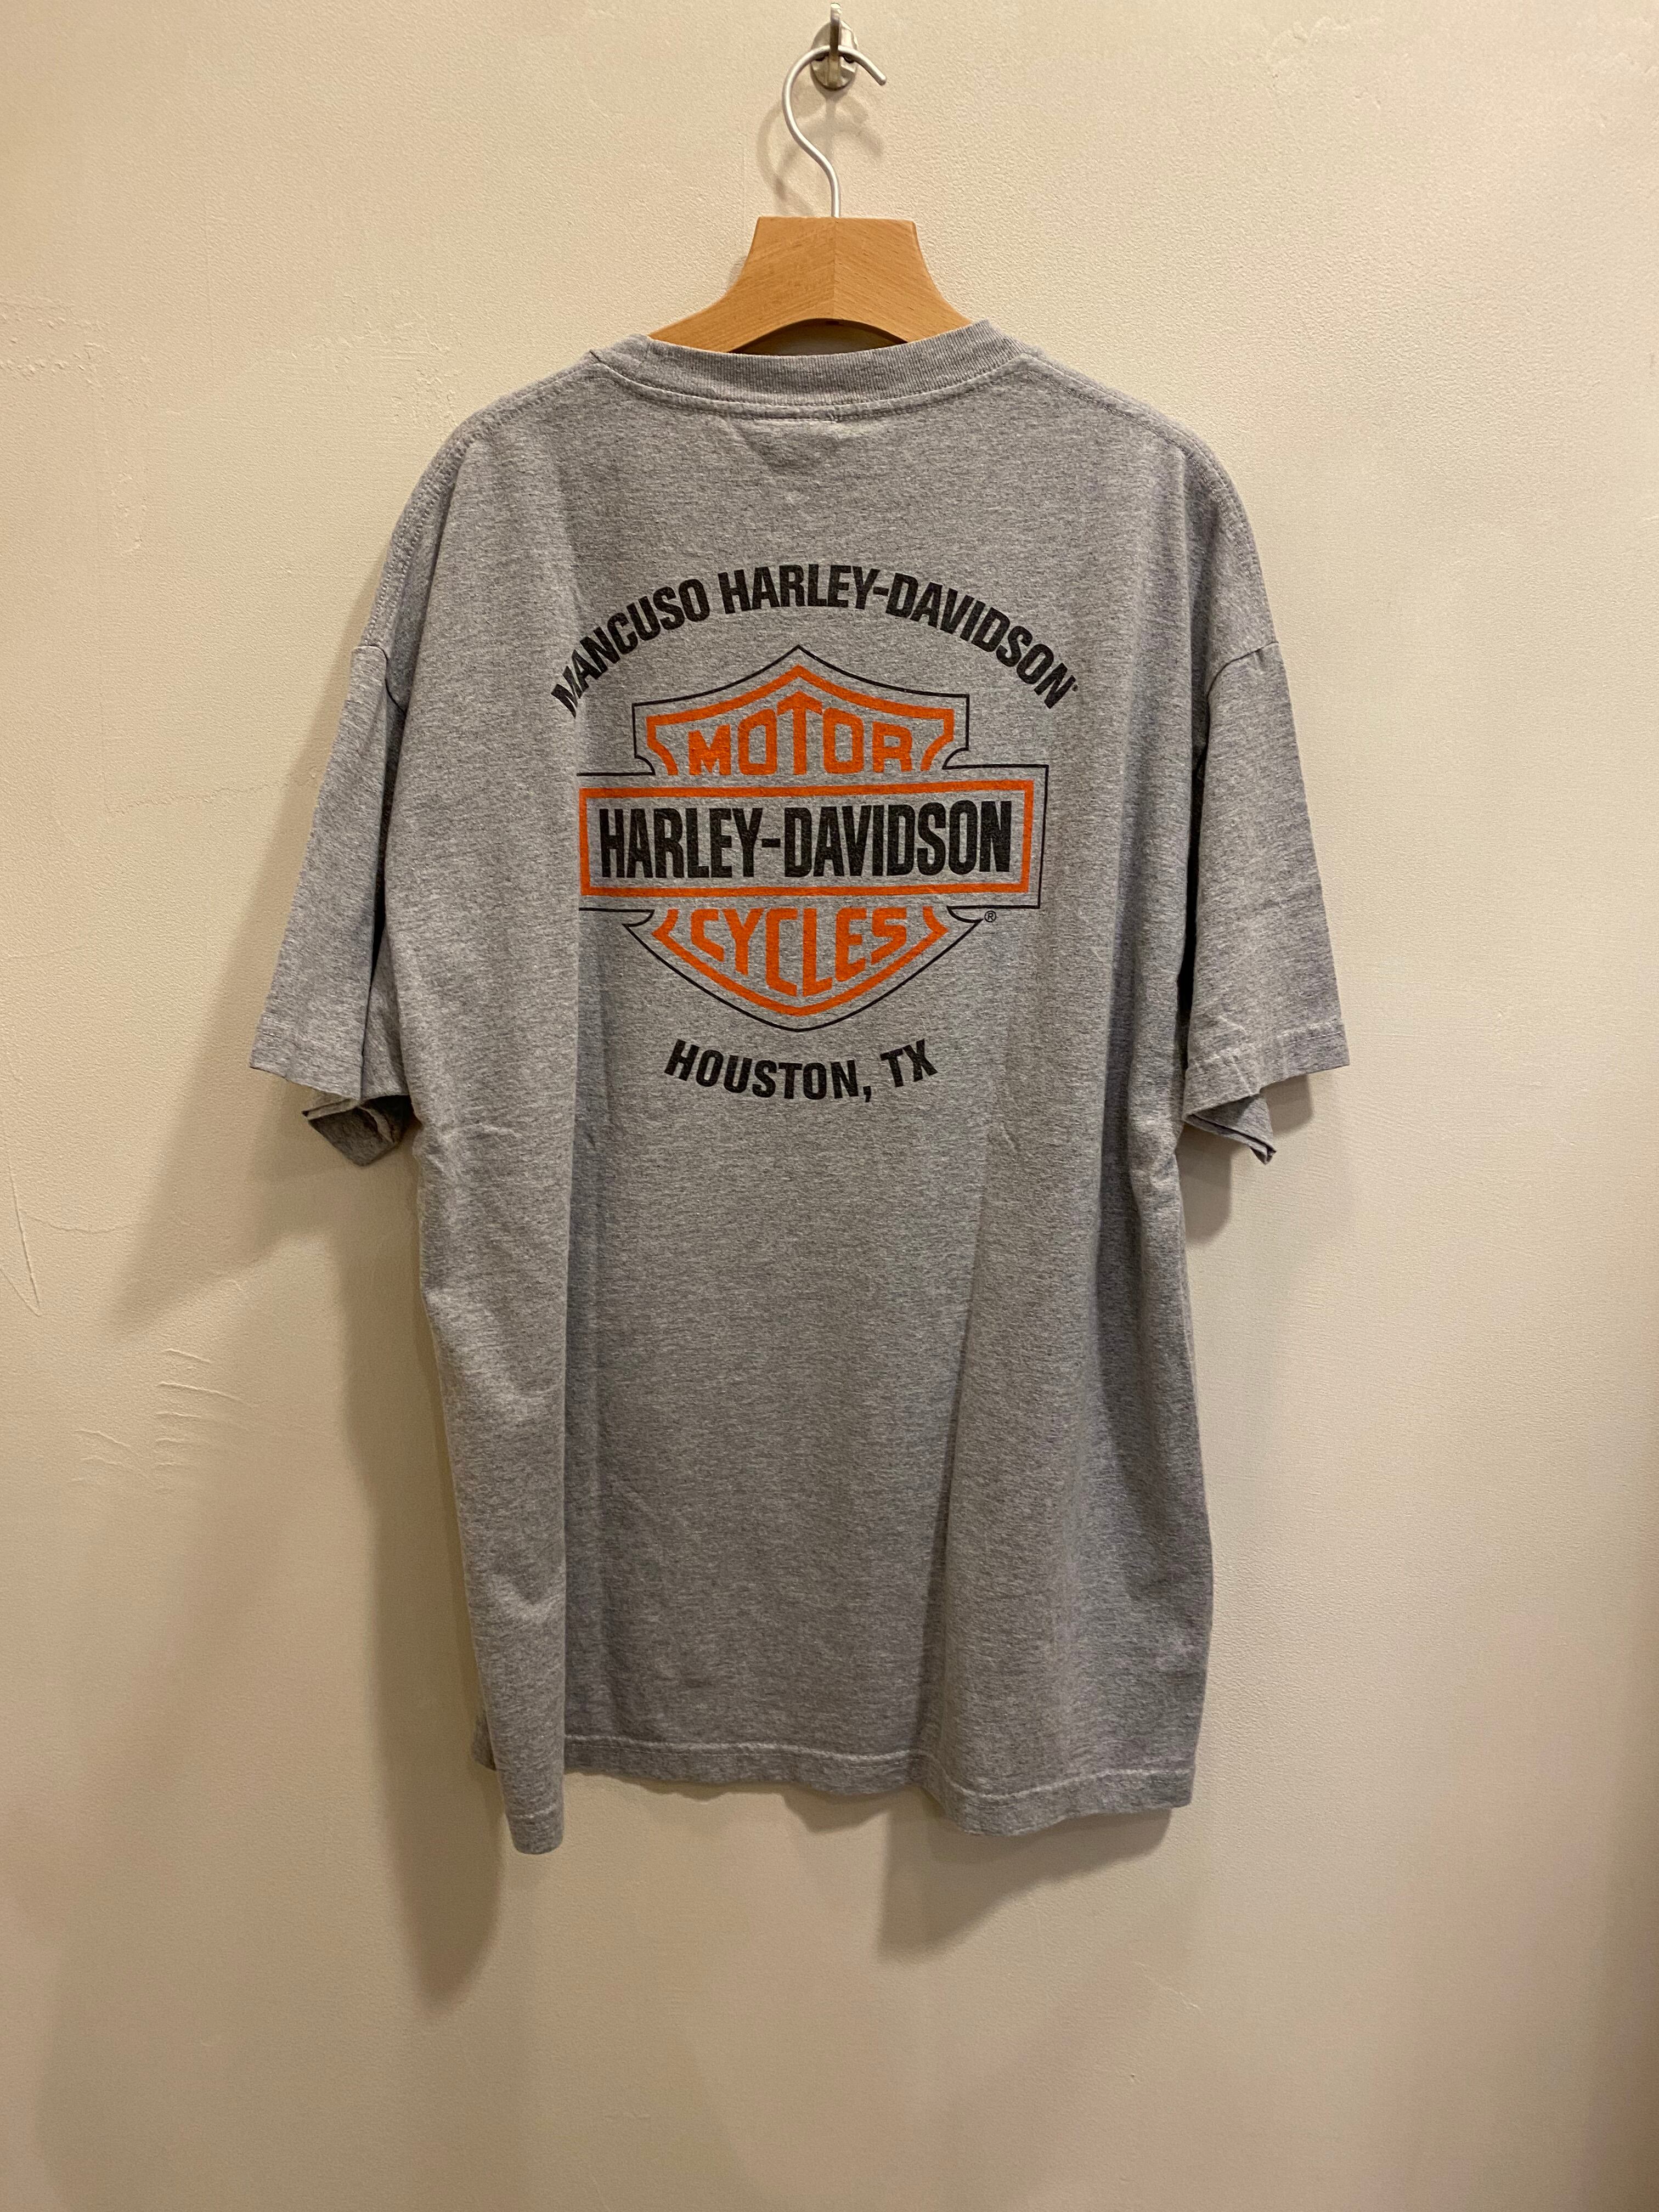 MANCUSO HARLEY-DAVIDSON
MOTOR
HARLEY-DAVIDSON
CYCLES
®
HOUSTON, TX